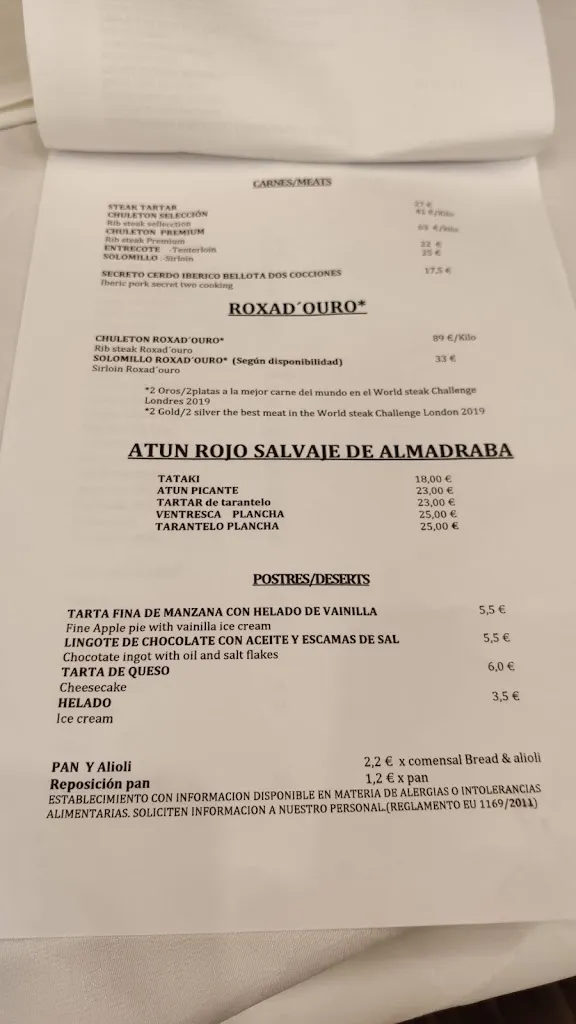 CARNES/MEATS
STEAK TARTAR 27 €
CHULETON SELECCIÓN €/Kilo
Rib steak sellecction
CHULETON PREMIUM €/kilo
Rib steak Premium
ENTRECOTE -Tenterloin 22 €
SOLOMILLO -Sirloin 25 €
SECRETO CERDO IBERICO BELLOTA DOS COCCIONES 17,5 €
Iberic pork secret two cooking
ROXAD´OURO*
CHULETON ROXAD´OURO* 89 €/Kilo
Rib steak Roxad´ouro
SOLOMILLO ROXAD´OURO* (Según disponibilidad) 33 €
Sirloin Roxad´ouro
*2 Oros/2platas a la mejor carne del mundo en el World steak Challenge
Londres 2019
*2 Gold/2 silver the best meat in the World steak Challenge London 2019
ATUN ROJO SALVAJE DE ALMADRABA
TATAKI 18,00 €
ATUN PICANTE 23,00 €
TARTAR de tarantelo 23,00 €
VENTRESCA PLANCHA 25,00 €
TARANTELO PLANCHA 25,00 €
POSTRES/DESERTS
TARTA FINA DE MANZANA CON HELADO DE VAINILLA 5,5 €
Fine Apple pie with vainilla ice cream
LINGOTE DE CHOCOLATE CON ACEITE Y ESCAMAS DE SAL 5,5 €
Chocotate ingot with oil and salt flakes
TARTA DE QUESO 6,0 €
Cheesecake
HELADO 3,5 €
Ice cream
PAN Y Alioli 2,2 € x comensal Bread & alioli
Reposición pan 1,2 € x pan
ESTABLECIMIENTO CON INFORMACION DISPONIBLE EN MATERIA DE ALERGIAS O INTOLERANCIAS
ALIMENTARIAS. SOLICITEN INFORMACION A NUESTRO PERSONAL.(REGLAMENTO EU 1169/2011)